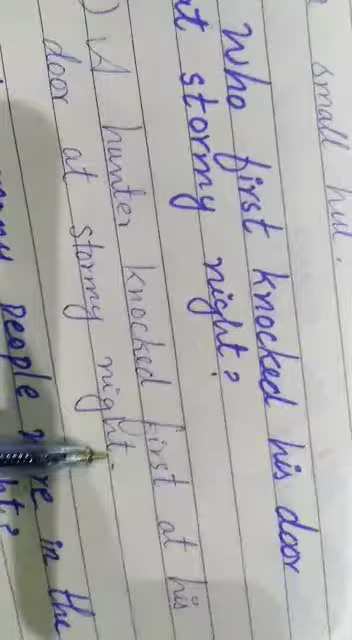 small hut.
Who first knocked his door
at stormy night?
) A hunter knocked first at his
door at stormy night.
many people were in the